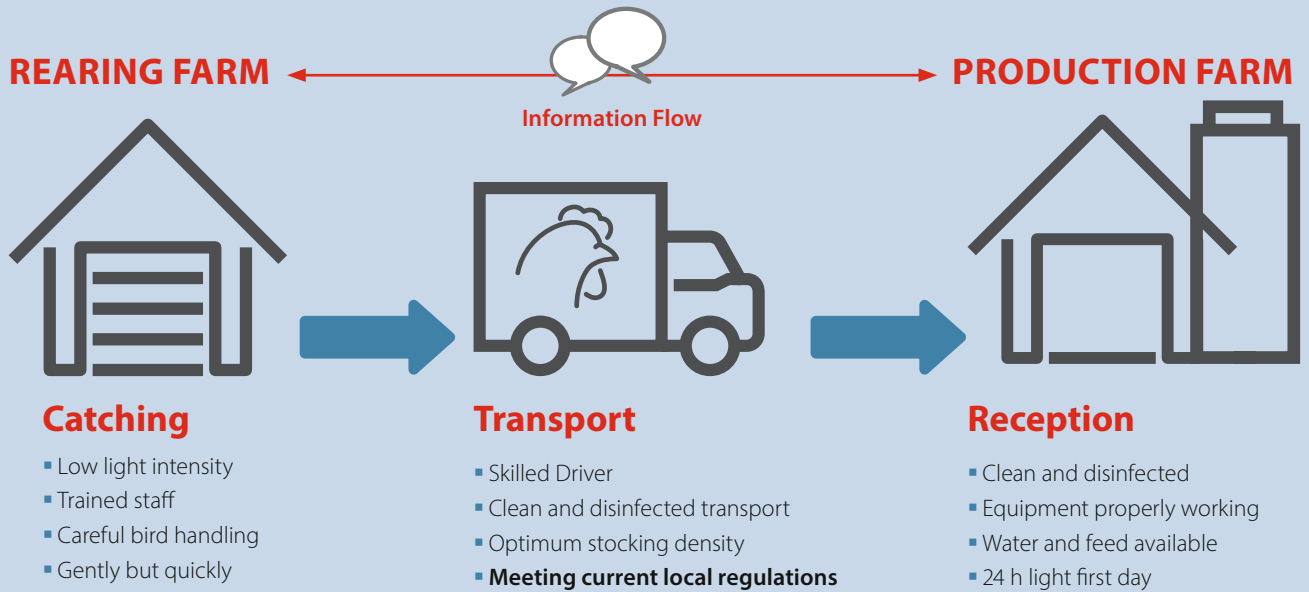 REARING FARM
PRODUCTION FARM
Information Flow
Catching
▪ Low light intensity
▪ Trained staff
▪ Careful bird handling
▪ Gently but quickly
Transport
▪ Skilled Driver
▪ Clean and disinfected transport
▪ Optimum stocking density
▪ Meeting current local regulations
Reception
▪ Clean and disinfected
▪ Equipment properly working
▪ Water and feed available
▪ 24 h light first day